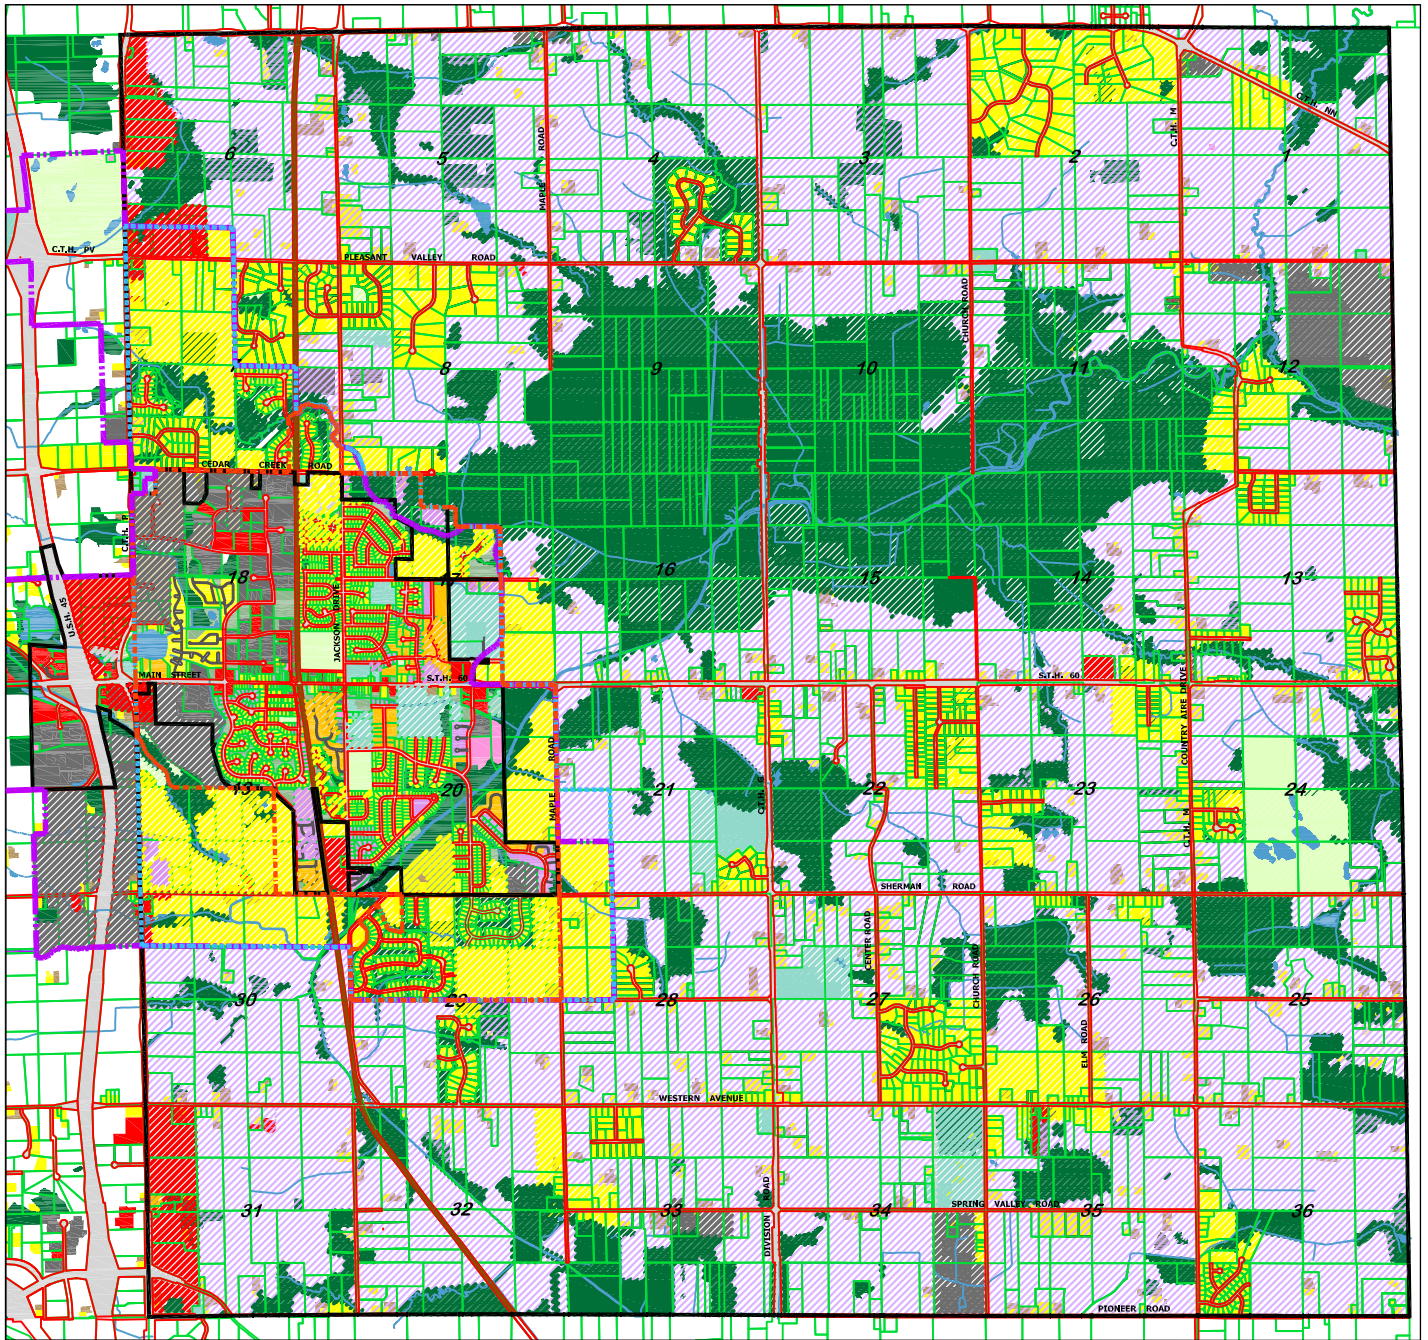 C.T.H. NN
C.T.H. M
MAPLE ROAD
6
5
4
3
2
1
C.T.H. PV
PLEASANT VALLEY ROAD
CHURCH ROAD
8
9
10
11
12
CEDAR CREEK ROAD
C.T.H. P
18
17
16
15
14
13
U.S.H. 45
JACKSON DRIVE
MAIN STREET
S.T.H. 60
S.T.H. 60
COUNTRY AIRE DRIVE
MAPLE ROAD
C.T.H. G
20
21
22
23
24
C.T.H. M
SHERMAN ROAD
CENTER ROAD
CHURCH ROAD
30
29
28
27
26
25
ELM ROAD
WESTERN AVENUE
DIVISION ROAD
SPRING VALLEY ROAD
31
32
33
34
35
36
PIONEER ROAD